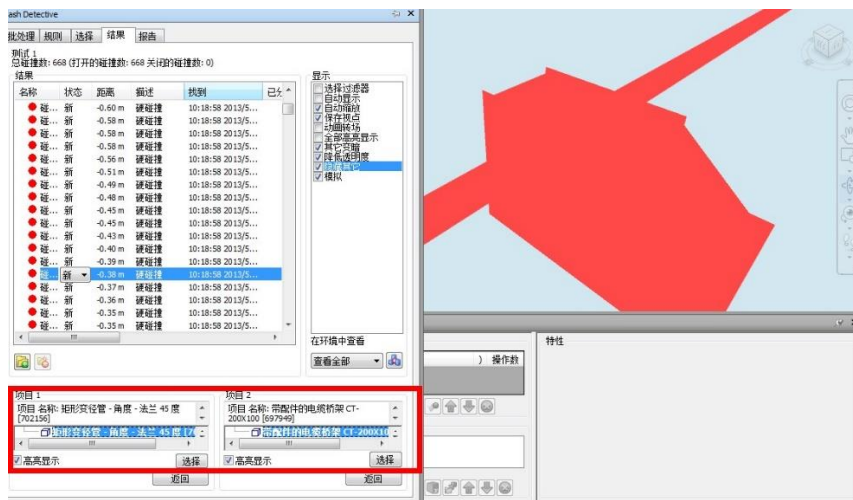 ash Detective
批处理 规则 选择 结果 报告
测试 1
总碰撞数: 668 (打开的碰撞数: 668 关闭的碰撞数: 0)
结果
显示
名称 状态 距离 描述 找到
碰... 新 -0.60 m 硬碰撞 10:18:58 2013/5...
碰... 新 -0.58 m 硬碰撞 10:18:58 2013/5...
碰... 新 -0.58 m 硬碰撞 10:18:58 2013/5...
碰... 新 -0.58 m 硬碰撞 10:18:58 2013/5...
碰... 新 -0.56 m 硬碰撞 10:18:58 2013/5...
碰... 新 -0.51 m 硬碰撞 10:18:58 2013/5...
碰... 新 -0.49 m 硬碰撞 10:18:58 2013/5...
碰... 新 -0.48 m 硬碰撞 10:18:58 2013/5...
碰... 新 -0.45 m 硬碰撞 10:18:58 2013/5...
碰... 新 -0.45 m 硬碰撞 10:18:58 2013/5...
碰... 新 -0.43 m 硬碰撞 10:18:58 2013/5...
碰... 新 -0.40 m 硬碰撞 10:18:58 2013/5...
碰... 新 -0.39 m 硬碰撞 10:18:58 2013/5...
碰... 新 -0.38 m 硬碰撞 10:18:58 2013/5...
碰... 新 -0.37 m 硬碰撞 10:18:58 2013/5...
碰... 新 -0.36 m 硬碰撞 10:18:58 2013/5...
碰... 新 -0.35 m 硬碰撞 10:18:58 2013/5...
碰... 新 -0.35 m 硬碰撞 10:18:58 2013/5...
选择过滤器
自动显示
自动缩放
保存视点
动画转场
全部高亮显示
其它变暗
降低透明度
模拟
在环境中查看
查看全部
项目 1
项目 名称: 矩形变径管 - 角度 - 法兰 45 度
[702156]
矩形变径管 - 角度 - 法兰 45 度 [70
高亮显示 选择
返回
项目 2
项目 名称: 带配件的电缆桥架 CT-
200X100 [697949]
带配件的电缆桥架 CT-200X10
高亮显示 选择
返回
) 操作数
特性